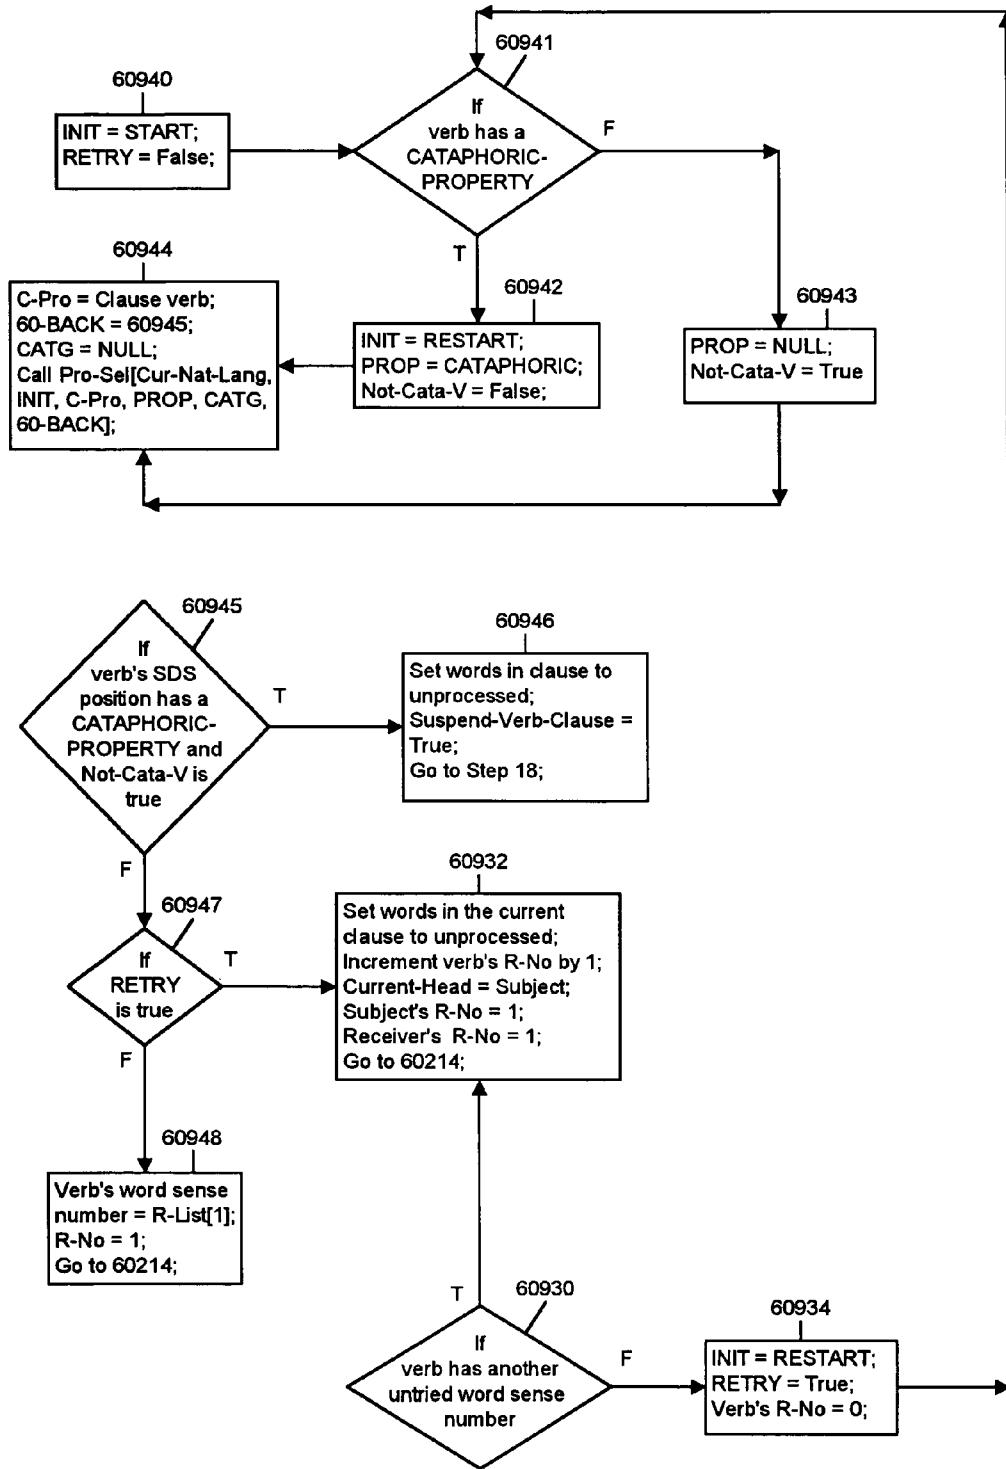 60941
60940
INIT = START;
RETRY = False;
If
verb has a
CATAPHORIC-
PROPERTY
F
T
60944
C-Pro = Clause verb;
60-BACK = 60945;
CATG = NULL;
Call Pro-Sel[Cur-Nat-Lang,
INIT, C-Pro, PROP, CATG,
60-BACK];
60942
INIT = RESTART;
PROP = CATAPHORIC;
Not-Cata-V = False;
60943
PROP = NULL;
Not-Cata-V = True
60945
If
verb's SDS
position has a
CATAPHORIC-
PROPERTY and
Not-Cata-V is
true
T
F
60946
Set words in clause to
unprocessed;
Suspend-Verb-Clause =
True;
Go to Step 18;
60947
If
RETRY
is true
T
F
60932
Set words in the current
clause to unprocessed;
Increment verb's R-No by 1;
Current-Head = Subject;
Subject's R-No = 1;
Receiver's R-No = 1;
Go to 60214;
60948
Verb's word sense
number = R-List[1];
R-No = 1;
Go to 60214;
T
60930
If
verb has another
untried word sense
number
F
60934
INIT = RESTART;
RETRY = True;
Verb's R-No = 0;